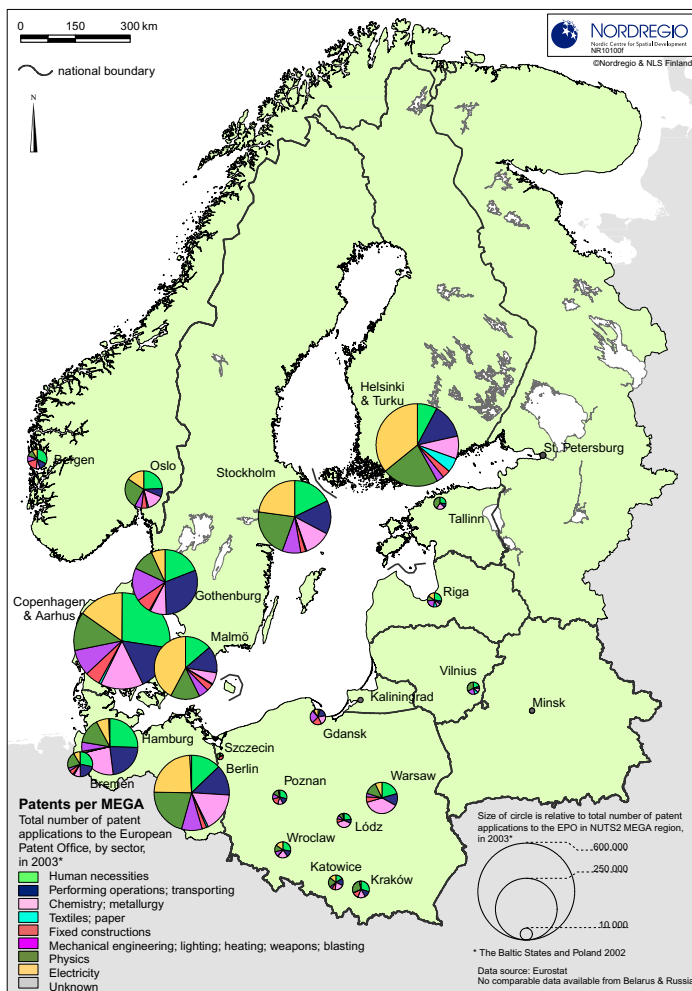 0 150 300 km
national boundary
N
NORDREGIO
Nordic Centre for Spatial Development
NR10100f
©Nordregio & NLS Finland
Helsinki
& Turku
St. Petersburg
Bergen
Oslo
Stockholm
Tallinn
Gothenburg
Riga
Copenhagen
& Aarhus
Malmö
Vilnius
Kaliningrad
Minsk
Gdansk
Hamburg
Szczecin
Berlin
Bremen
Poznan
Warsaw
Lódz
Wroclaw
Katowice
Kraków
Patents per MEGA
Total number of patent
applications to the European
Patent Office, by sector,
in 2003*
Human necessities
Performing operations; transporting
Chemistry; metallurgy
Textiles; paper
Fixed constructions
Mechanical engineering; lighting; heating; weapons; blasting
Physics
Electricity
Unknown
Size of circle is relative to total number of patent
applications to the EPO in NUTS2 MEGA region,
in 2003*
600.000
250.000
10 000
* The Baltic States and Poland 2002
Data source: Eurostat
No comparable data available from Belarus & Russia